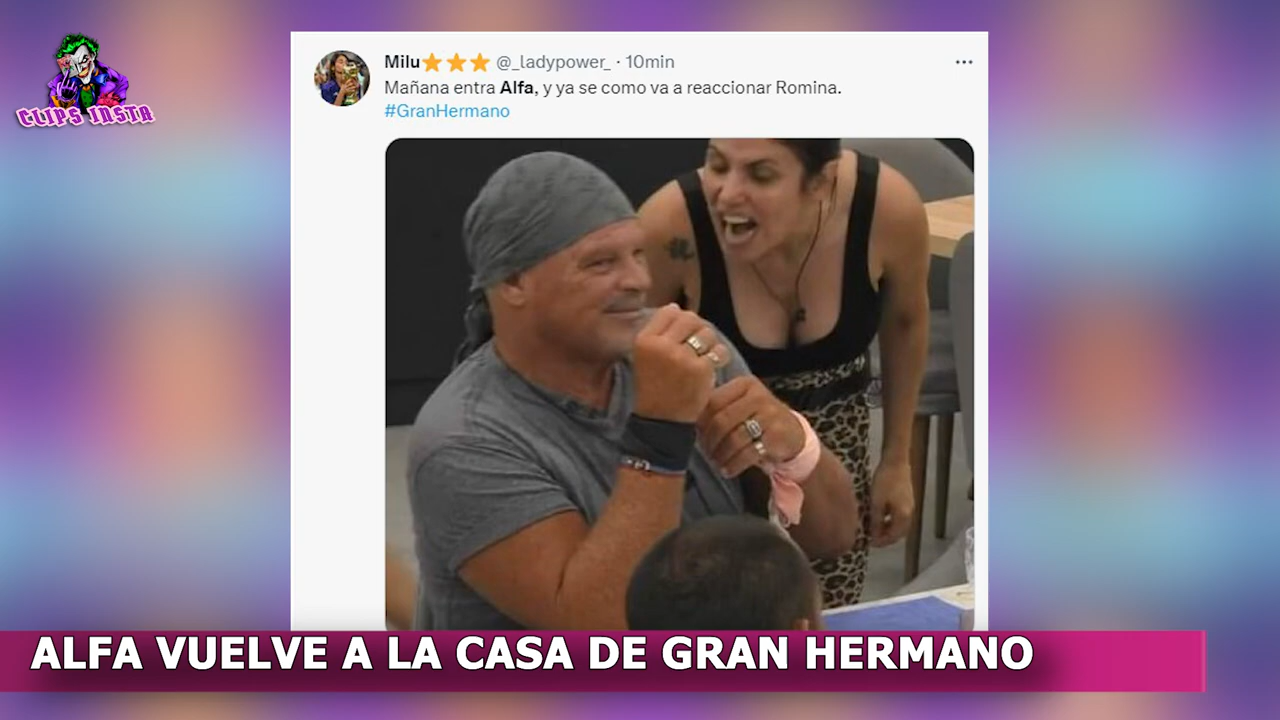 CLIPS INSTA
Milu⭐⭐⭐ @_ladypower_ · 10min
Mañana entra Alfa, y ya se como va a reaccionar Romina.
#GranHermano
ALFA VUELVE A LA CASA DE GRAN HERMANO